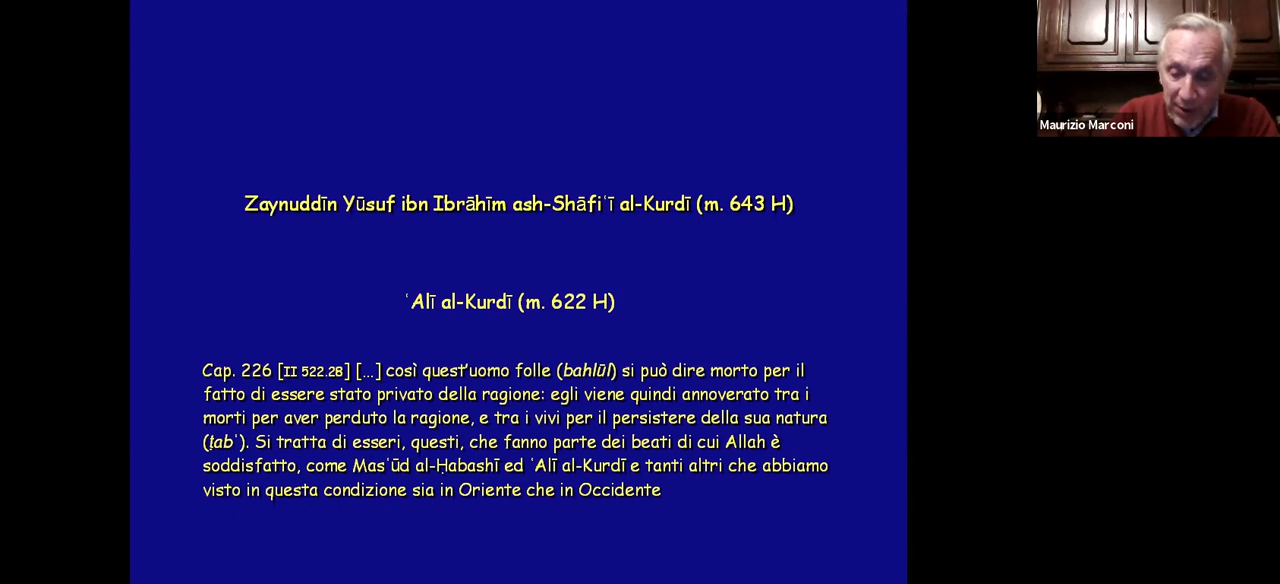 Zaynuddīn Yūsuf ibn Ibrāhīm ash-Shāfiʿī al-Kurdī (m. 643 H)
ʿAlī al-Kurdī (m. 622 H)
Cap. 226 [II 522.28] [...] così quest'uomo folle (bahlūl) si può dire morto per il
fatto di essere stato privato della ragione: egli viene quindi annoverato tra i
morti per aver perduto la ragione, e tra i vivi per il persistere della sua natura
(ṭabʿ). Si tratta di esseri, questi, che fanno parte dei beati di cui Allah è
soddisfatto, come Masʿūd al-Ḥabashī ed ʿAlī al-Kurdī e tanti altri che abbiamo
visto in questa condizione sia in Oriente che in Occidente
Maurizio Marconi